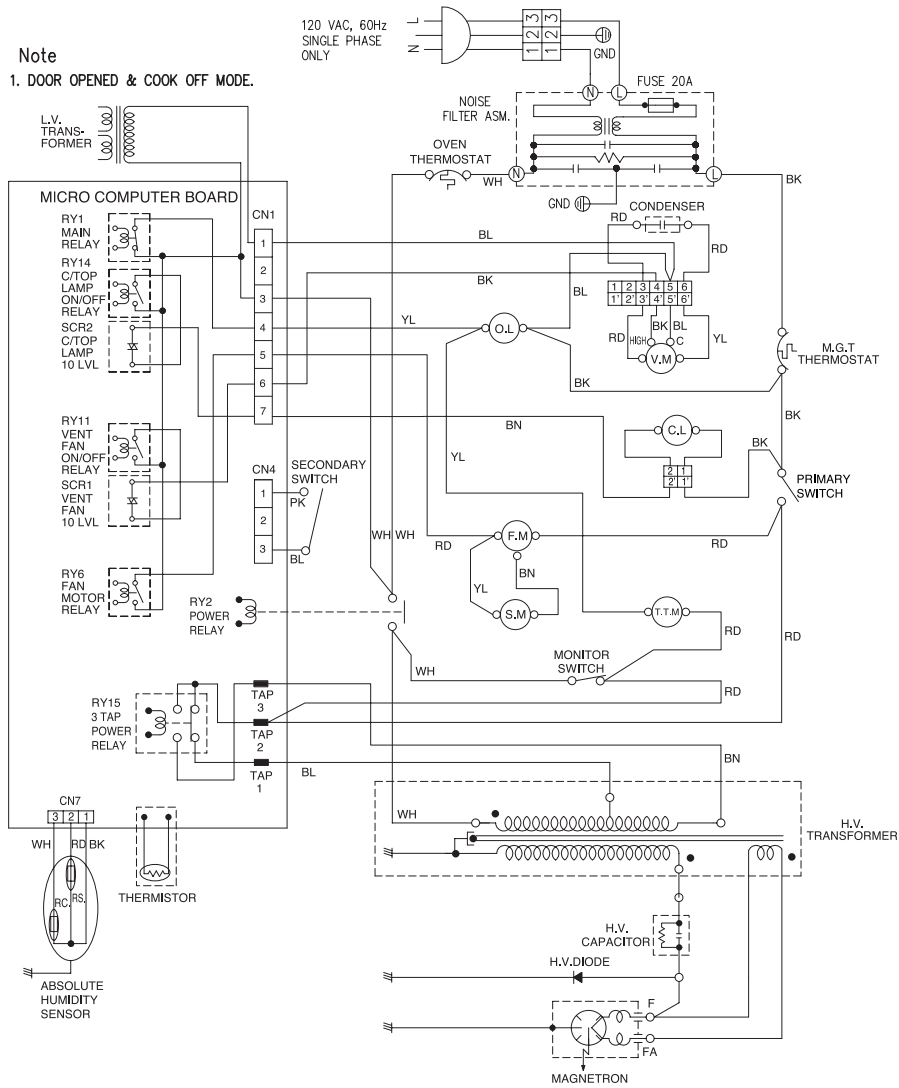 120 VAC, 60Hz
SINGLE PHASE
ONLY
L
N
3
2
1
3
2
1
GND
Note
1. DOOR OPENED & COOK OFF MODE.
N
L
FUSE 20A
NOISE
FILTER ASM.
L.V.
TRANS-
FORMER
OVEN
THERMOSTAT
WH
N
L
BK
GND
MICRO COMPUTER BOARD
CN1
1
2
3
4
5
6
7
RY1
MAIN
RELAY
RY14
C/TOP
LAMP
ON/OFF
RELAY
SCR2
C/TOP
LAMP
10 LVL
RY11
VENT
FAN
ON/OFF
RELAY
SCR1
VENT
FAN
10 LVL
RY6
FAN
MOTOR
RELAY
CONDENSER
RD
RD
BL
BK
BL
1 2 3 4 5 6
1' 2' 3' 4' 5' 6'
RD
BK
BL
YL
HIGH
C
V.M
YL
O.L
BK
M.G.T
THERMOSTAT
BK
BN
C.L
BK
2 1
2' 1'
PRIMARY
SWITCH
YL
CN4
1
2
3
SECONDARY
SWITCH
PK
BL
WH
WH
RD
F.M
RD
YL
BN
S.M
RY2
POWER
RELAY
T.T.M
RD
RD
MONITOR
SWITCH
WH
RD
RY15
3 TAP
POWER
RELAY
TAP
3
TAP
2
TAP
1
BL
BN
CN7
3 2 1
WH
RD
BK
RC.
RS.
THERMISTOR
ABSOLUTE
HUMIDITY
SENSOR
WH
H.V.
TRANSFORMER
H.V.
CAPACITOR
H.V.DIODE
F
FA
MAGNETRON